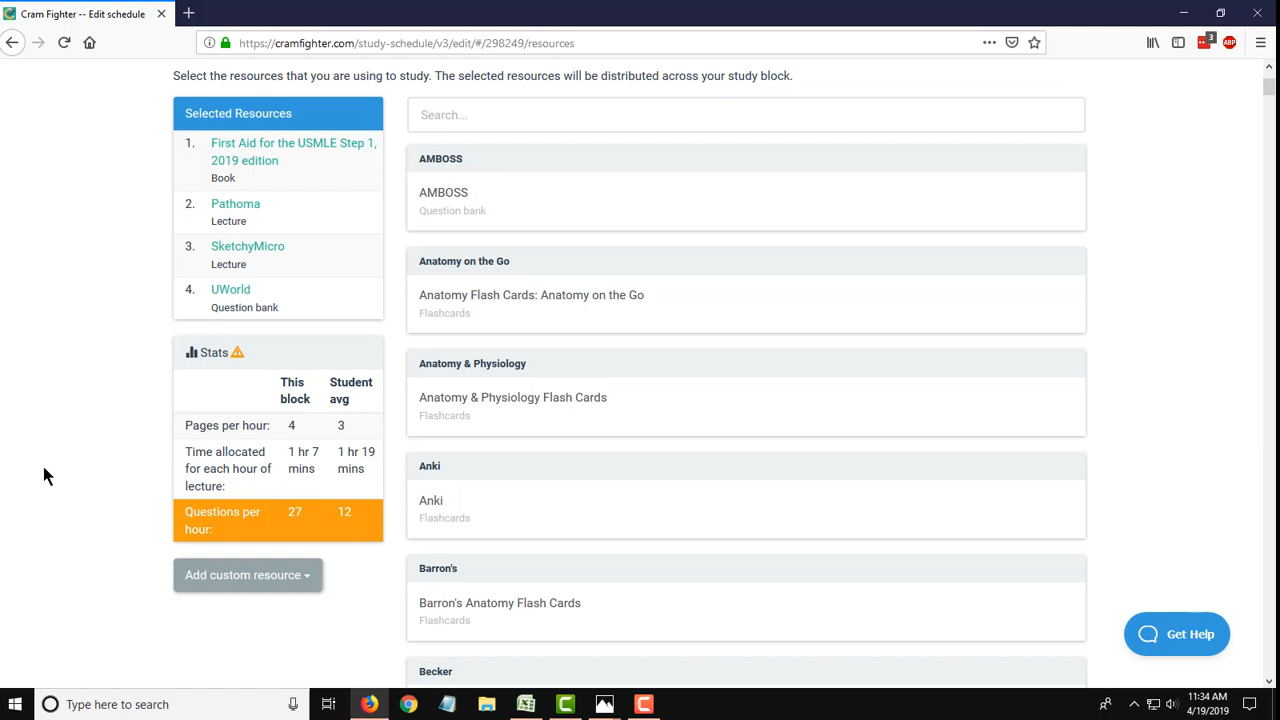 Cram Fighter -- Edit schedule
https://cramfighter.com/study-schedule/v3/edit/#/298249/resources
3
ABP
Select the resources that you are using to study. The selected resources will be distributed across your study block.
Selected Resources
1. First Aid for the USMLE Step 1,
2019 edition
Book
2. Pathoma
Lecture
3. SketchyMicro
Lecture
4. UWorld
Question bank
Stats
This
block
Student
avg
Pages per hour: 4 3
Time allocated
for each hour of
lecture:
1 hr 7
mins
1 hr 19
mins
Questions per
hour:
27 12
Add custom resource
Search...
AMBOSS
AMBOSS
Question bank
Anatomy on the Go
Anatomy Flash Cards: Anatomy on the Go
Flashcards
Anatomy & Physiology
Anatomy & Physiology Flash Cards
Flashcards
Anki
Anki
Flashcards
Barron's
Barron's Anatomy Flash Cards
Flashcards
Becker
Get Help
Type here to search
11:34 AM
4/19/2019